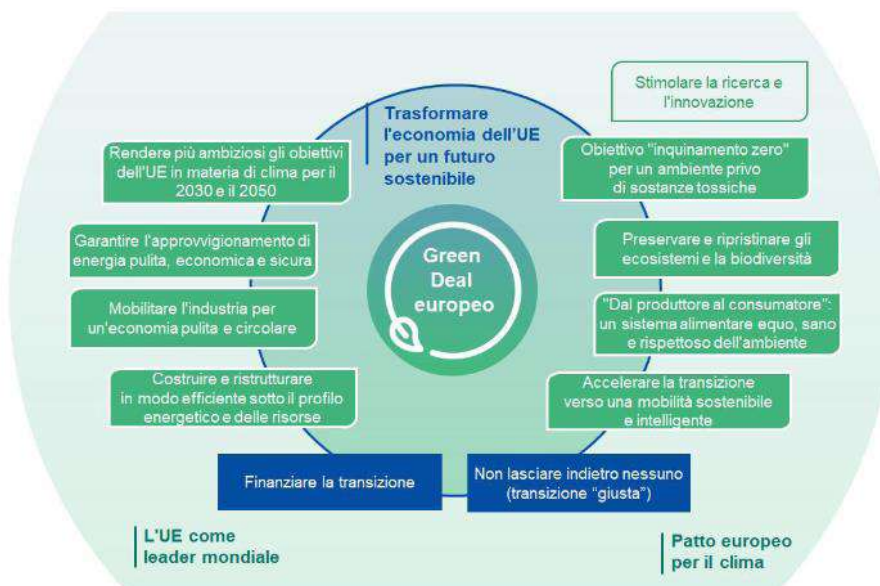 Trasformare
l'economia dell'UE
per un futuro
sostenibile
Stimolare la ricerca e
l'innovazione
Rendere più ambiziosi gli obiettivi
dell'UE in materia di clima per il
2030 e il 2050
Obiettivo "inquinamento zero"
per un ambiente privo
di sostanze tossiche
Garantire l'approvvigionamento di
energia pulita, economica e sicura
Green
Deal
europeo
Preservare e ripristinare gli
ecosistemi e la biodiversità
Mobilitare l'industria per
un'economia pulita e circolare
"Dal produttore al consumatore":
un sistema alimentare equo, sano
e rispettoso dell'ambiente
Costruire e ristrutturare
in modo efficiente sotto il profilo
energetico e delle risorse
Accelerare la transizione
verso una mobilità sostenibile
e intelligente
Finanziare la transizione
Non lasciare indietro nessuno
(transizione “giusta”)
L'UE come
leader mondiale
Patto europeo
per il clima